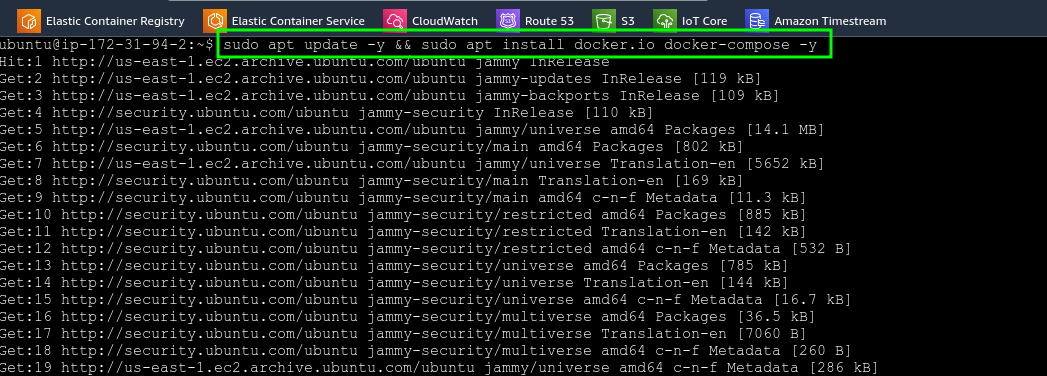 Elastic Container Registry Elastic Container Service CloudWatch Route 53 S3 IoT Core Amazon Timestream
ubuntu@ip-172-31-94-2:~$ sudo apt update -y && sudo apt install docker.io docker-compose -y
Hit:1 http://us-east-1.ec2.archive.ubuntu.com/ubuntu jammy InRelease
Get:2 http://us-east-1.ec2.archive.ubuntu.com/ubuntu jammy-updates InRelease [119 kB]
Get:3 http://us-east-1.ec2.archive.ubuntu.com/ubuntu jammy-backports InRelease [109 kB]
Get:4 http://security.ubuntu.com/ubuntu jammy-security InRelease [110 kB]
Get:5 http://us-east-1.ec2.archive.ubuntu.com/ubuntu jammy/universe amd64 Packages [14.1 MB]
Get:6 http://security.ubuntu.com/ubuntu jammy-security/main amd64 Packages [802 kB]
Get:7 http://us-east-1.ec2.archive.ubuntu.com/ubuntu jammy/universe Translation-en [5652 kB]
Get:8 http://security.ubuntu.com/ubuntu jammy-security/main Translation-en [169 kB]
Get:9 http://security.ubuntu.com/ubuntu jammy-security/main amd64 c-n-f Metadata [11.3 kB]
Get:10 http://security.ubuntu.com/ubuntu jammy-security/restricted amd64 Packages [885 kB]
Get:11 http://security.ubuntu.com/ubuntu jammy-security/restricted Translation-en [142 kB]
Get:12 http://security.ubuntu.com/ubuntu jammy-security/restricted amd64 c-n-f Metadata [532 B]
Get:13 http://security.ubuntu.com/ubuntu jammy-security/universe amd64 Packages [785 kB]
Get:14 http://security.ubuntu.com/ubuntu jammy-security/universe Translation-en [144 kB]
Get:15 http://security.ubuntu.com/ubuntu jammy-security/universe amd64 c-n-f Metadata [16.7 kB]
Get:16 http://security.ubuntu.com/ubuntu jammy-security/multiverse amd64 Packages [36.5 kB]
Get:17 http://security.ubuntu.com/ubuntu jammy-security/multiverse Translation-en [7060 B]
Get:18 http://security.ubuntu.com/ubuntu jammy-security/multiverse amd64 c-n-f Metadata [260 B]
Get:19 http://us-east-1.ec2.archive.ubuntu.com/ubuntu jammy/universe amd64 c-n-f Metadata [286 kB]